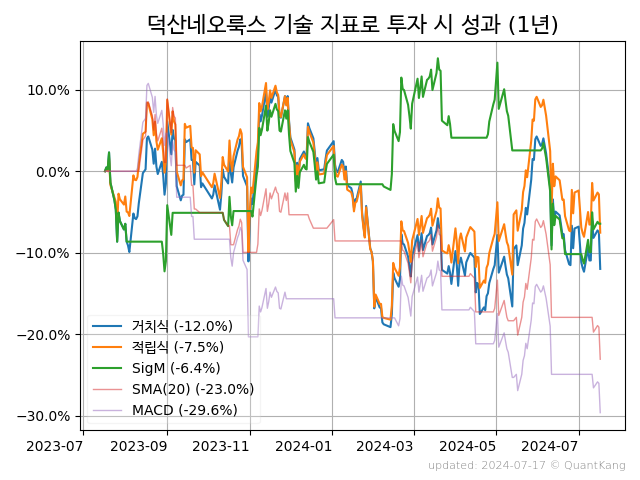 덕산네오룩스 기술 지표로 투자 시 성과 (1년)
10.0%
0.0%
−10.0%
−20.0%
−30.0%
거치식 (-12.0%)
적립식 (-7.5%)
SigM (-6.4%)
SMA(20) (-23.0%)
MACD (-29.6%)
2023-07 2023-09 2023-11 2024-01 2024-03 2024-05 2024-07
updated: 2024-07-17 © QuantKang